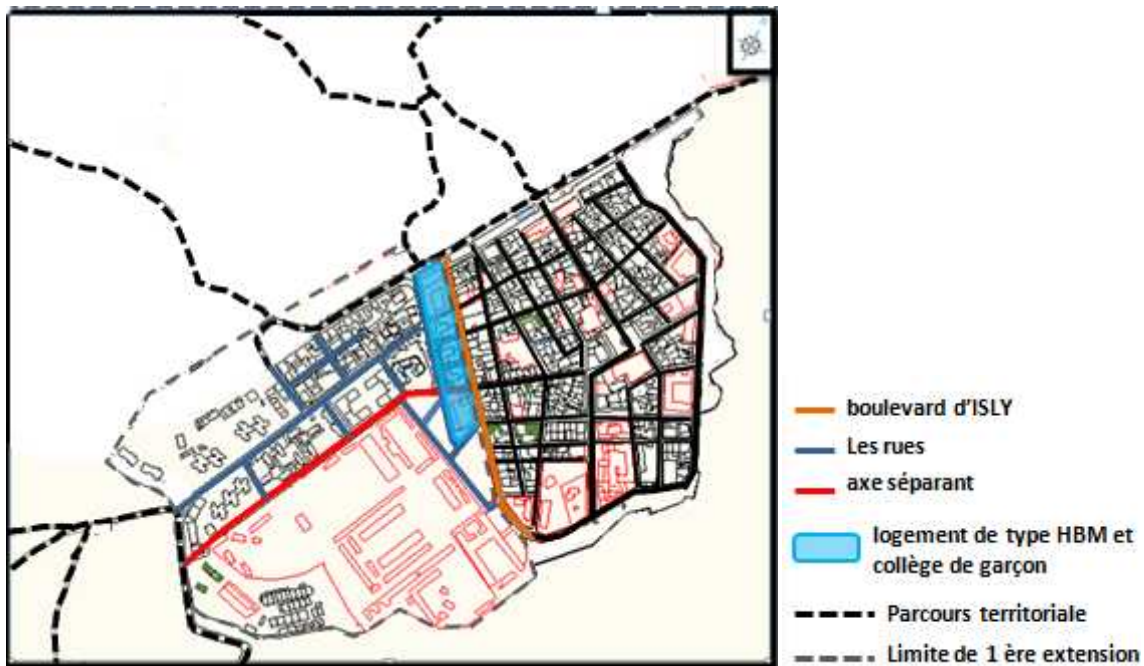 boulevard d'ISLY
Les rues
axe séparant
logement de type HBM et
collège de garçon
Parcours territoriale
Limite de 1 ère extension